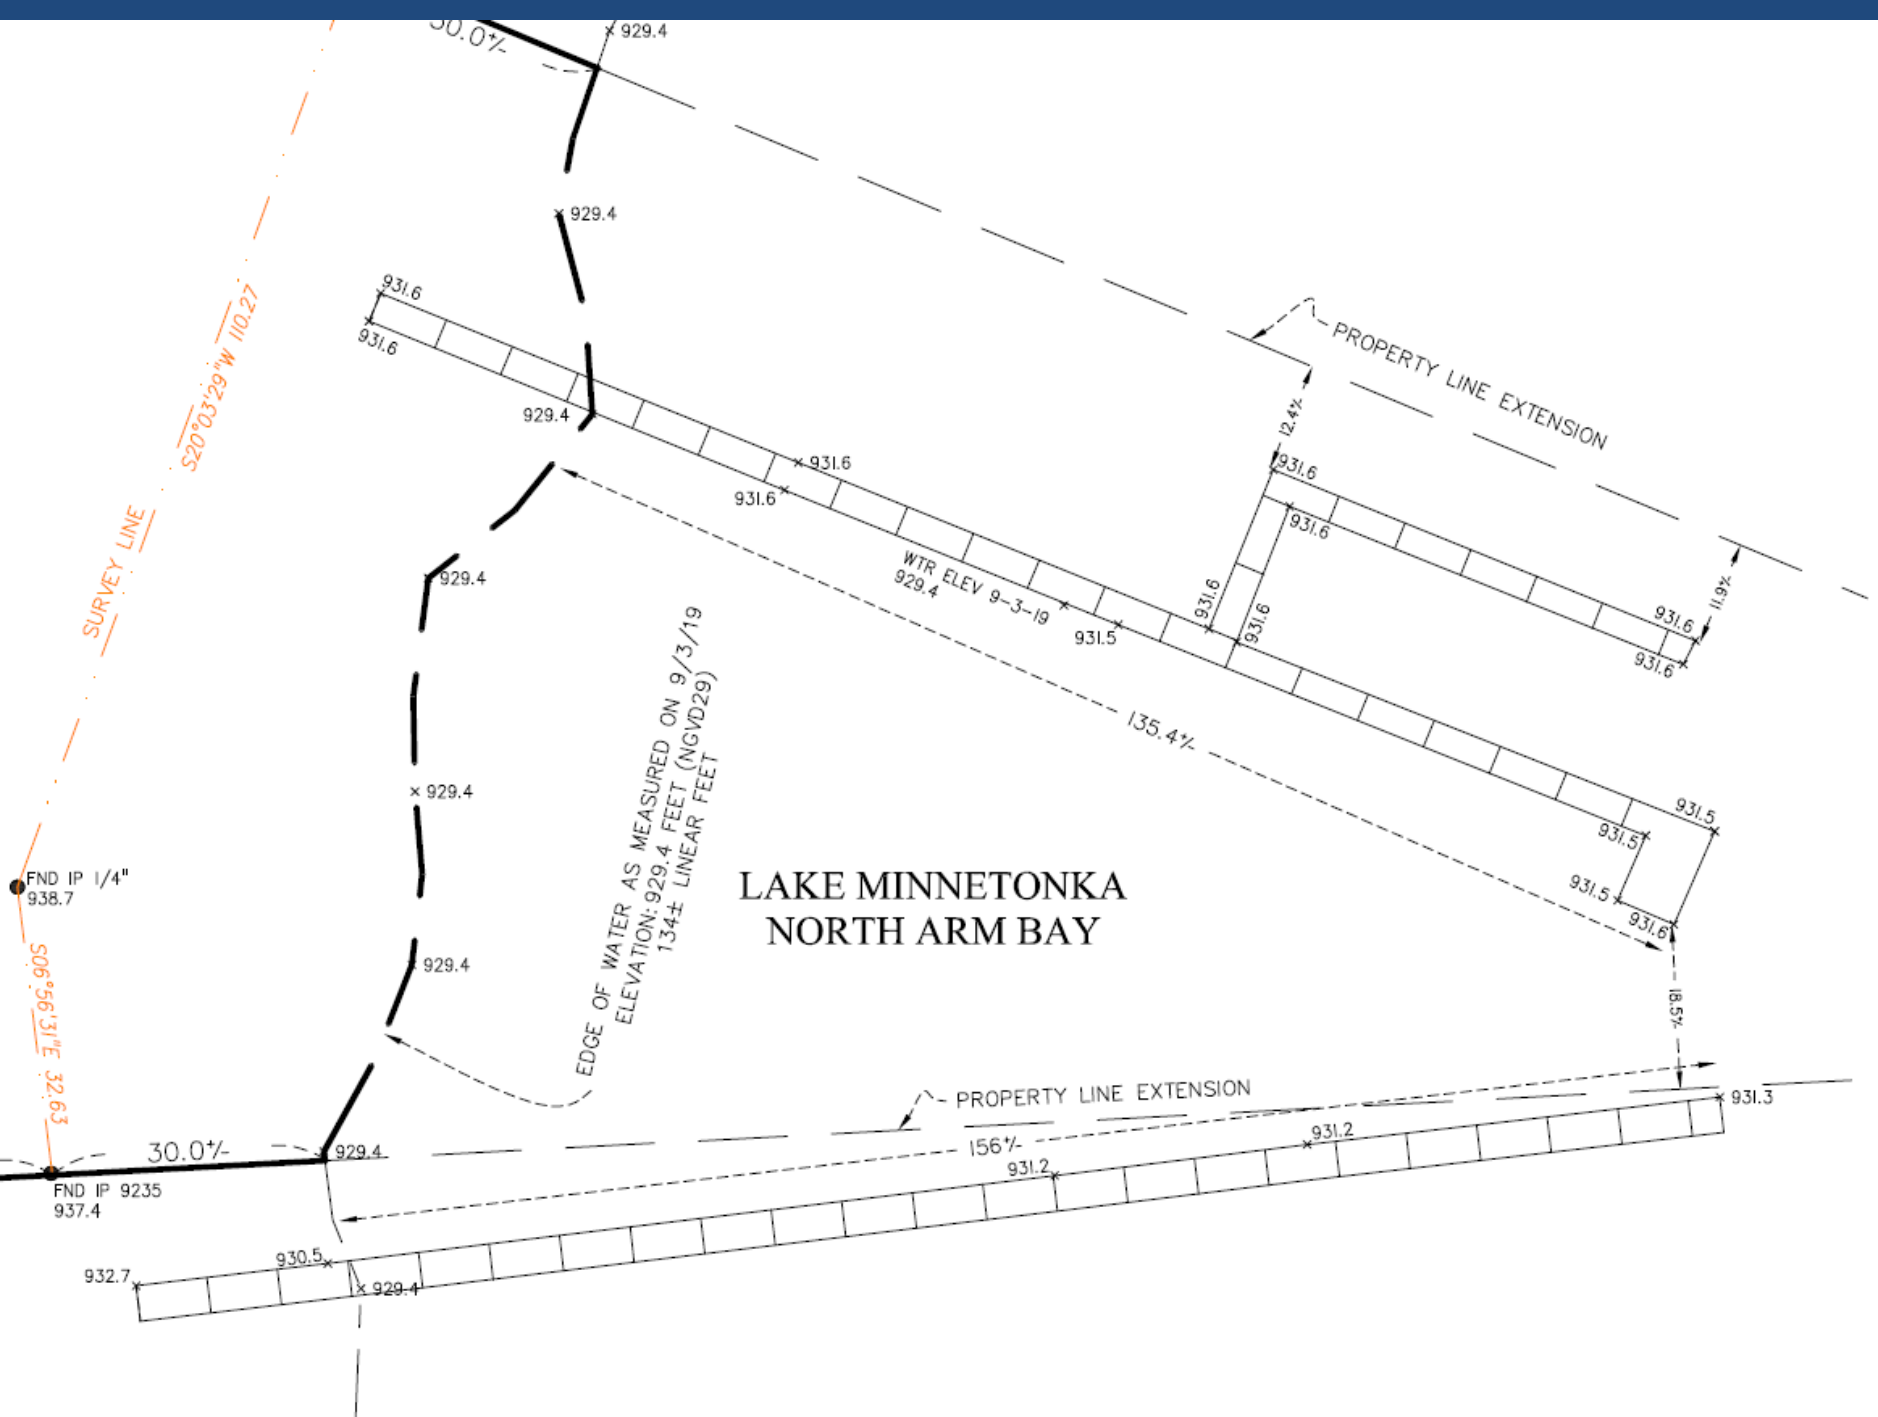 30.0+/-
929.4
929.4
931.6
931.6
929.4
931.6
931.6
S20°03'29"W 110.27
SURVEY LINE
PROPERTY LINE EXTENSION
12.4+/-
931.6
931.6
931.6
931.6
11.9+/-
931.6
931.6
WTR ELEV 9-3-19
929.4
931.5
929.4
135.4+/-
EDGE OF WATER AS MEASURED ON 9/3/19
ELEVATION: 929.4 FEET (NGVD29)
134± LINEAR FEET
929.4
931.5
931.5
931.5
931.6
LAKE MINNETONKA
NORTH ARM BAY
FND IP 1/4"
938.7
929.4
18.5+/-
S06°56'31"E 32.63
PROPERTY LINE EXTENSION
931.3
30.0+/-
929.4
156+/-
931.2
931.2
FND IP 9235
937.4
930.5
932.7
929.4